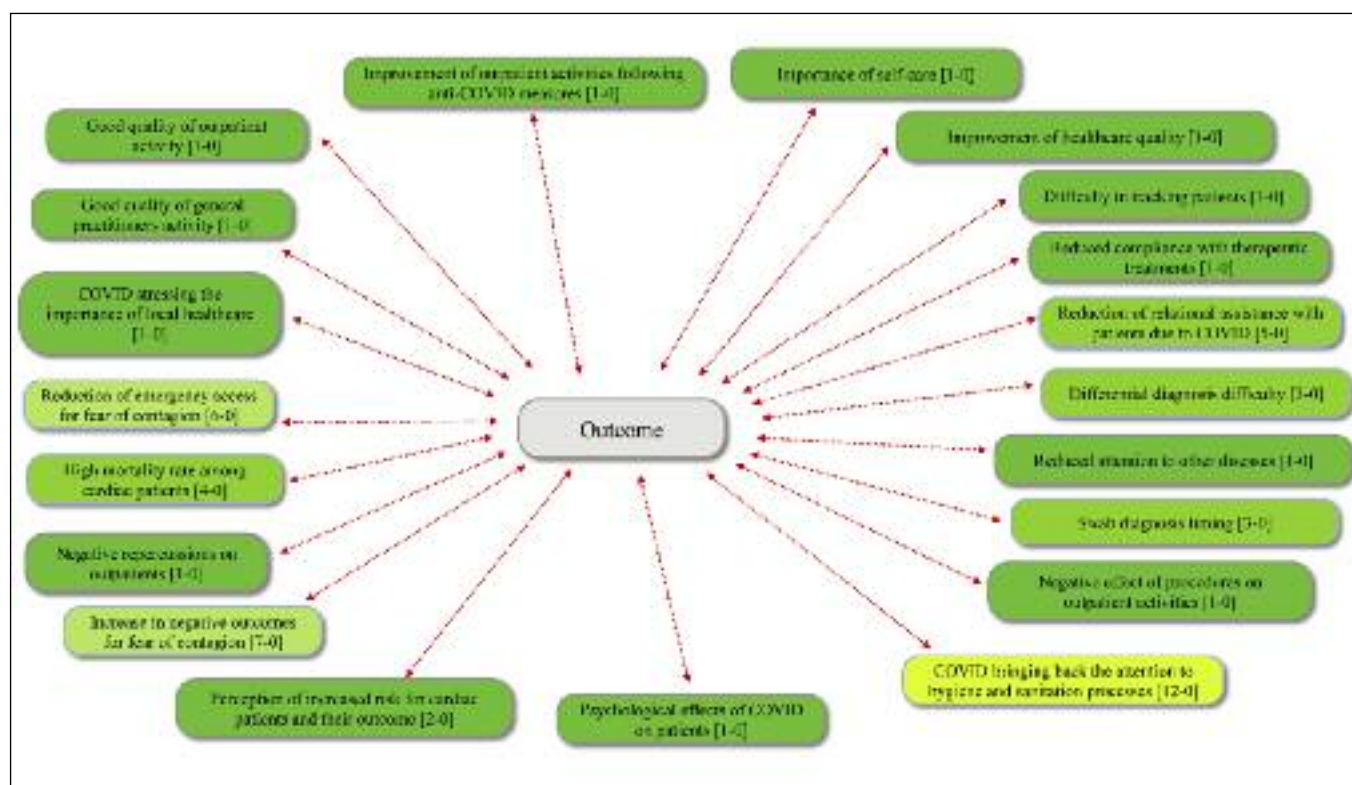 Improvement of outpatient activities following
anti-COVID measures [1-0]
Importance of self-care [1-0]
Good quality of outpatient
activity [1-0]
Improvement of healthcare quality [1-0]
Good quality of general
practitioners activity [1-0]
Difficulty in tracking patients [1-0]
Reduced compliance with therapeutic
treatments [1-0]
COVID stressing the
importance of local healthcare
[1-0]
Reduction of relational assistance with
patients due to COVID [5-0]
Reduction of emergency access
for fear of contagion [6-0]
Differential diagnosis difficulty [3-0]
Outcome
High mortality rate among
cardiac patients [4-0]
Reduced attention to other diseases [1-0]
Swab diagnosis timing [3-0]
Negative repercussions on
outpatients [1-0]
Negative effect of procedures on
outpatient activities [1-0]
Increase in negative outcomes
for fear of contagion [7-0]
COVID bringing back the attention to
hygiene and sanitation processes [12-0]
Perception of increased risk for cardiac
patients and their outcome [2-0]
Psychological effects of COVID
on patients [1-0]